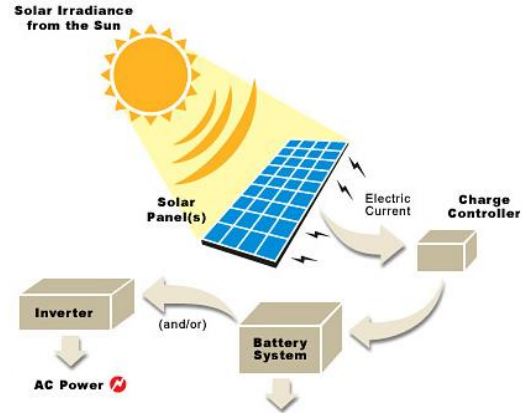 Solar Irradiance
from the Sun
Solar
Panel(s)
Electric
Current
Charge
Controller
Inverter
(and/or)
Battery
System
AC Power